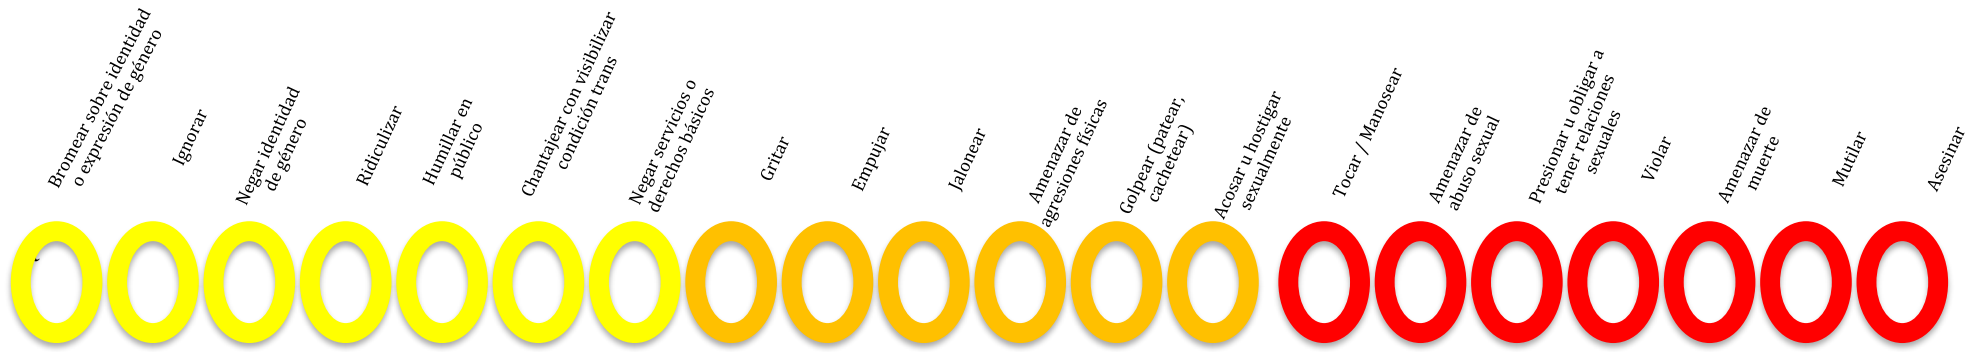 Bromear sobre identidad
o expresión de género
Ignorar
Negar identidad
de género
Ridiculizar
Humillar en
público
Chantajear con visibilizar
condición trans
Negar servicios o
derechos básicos
Gritar
Empujar
Jalonear
Amenazar de
agresiones físicas
Golpear (patear,
cachetear)
Acosar u hostigar
sexualmente
Tocar / Manosear
Amenazar de
abuso sexual
Presionar u obligar a
tener relaciones
sexuales
Violar
Amenazar de
muerte
Mutilar
Asesinar